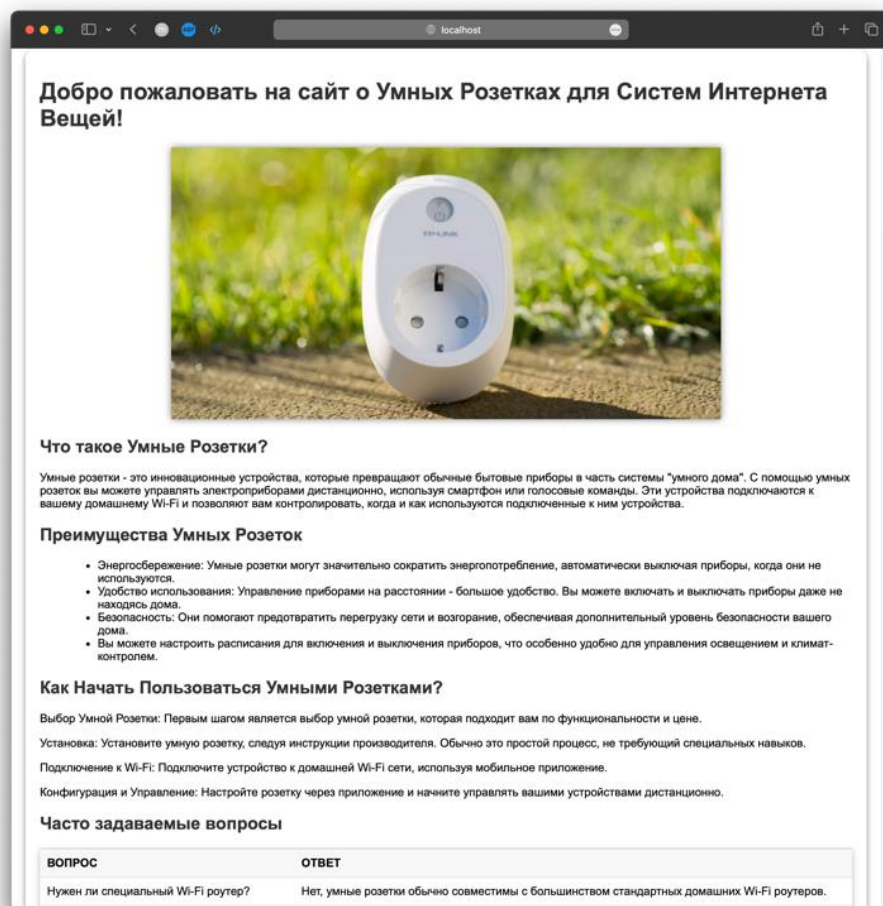 localhost
Добро пожаловать на сайт о Умных Розетках для Систем Интернета
Вещей!
TP-LINK
Что такое Умные Розетки?
Умные розетки - это инновационные устройства, которые превращают обычные бытовые приборы в часть системы "умного дома". С помощью умных
розеток вы можете управлять электроприборами дистанционно, используя смартфон или голосовые команды. Эти устройства подключаются к
вашему домашнему Wi-Fi и позволяют вам контролировать, когда и как используются подключенные к ним устройства.
Преимущества Умных Розеток
• Энергосбережение: Умные розетки могут значительно сократить энергопотребление, автоматически выключая приборы, когда они не
используются.
• Удобство использования: Управление приборами на расстоянии - большое удобство. Вы можете включать и выключать приборы даже не
находясь дома.
• Безопасность: Они помогают предотвратить перегрузку сети и возгорание, обеспечивая дополнительный уровень безопасности вашего
дома.
• Вы можете настроить расписания для включения и выключения приборов, что особенно удобно для управления освещением и климат-
контролем.
Как Начать Пользоваться Умными Розетками?
Выбор Умной Розетки: Первым шагом является выбор умной розетки, которая подходит вам по функциональности и цене.
Установка: Установите умную розетку, следуя инструкции производителя. Обычно это простой процесс, не требующий специальных навыков.
Подключение к Wi-Fi: Подключите устройство к домашней Wi-Fi сети, используя мобильное приложение.
Конфигурация и Управление: Настройте розетку через приложение и начните управлять вашими устройствами дистанционно.
Часто задаваемые вопросы
ВОПРОС ОТВЕТ
Нужен ли специальный Wi-Fi роутер? Нет, умные розетки обычно совместимы с большинством стандартных домашних Wi-Fi роутеров.